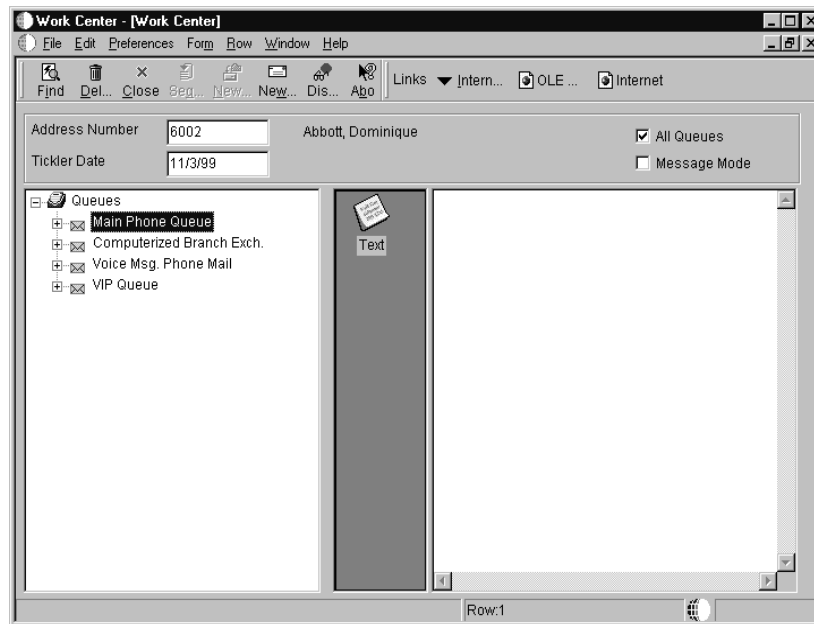 Work Center - [Work Center]
File Edit Preferences Form Row Window Help
Find Del... Close Seq... New... New... Dis... Abo Links Intern... OLE ... Internet
Address Number 6002 Abbott, Dominique All Queues
Tickler Date 11/3/99 Message Mode
Queues
Main Phone Queue
Computerized Branch Exch.
Voice Msg. Phone Mail
VIP Queue
Text
Row:1